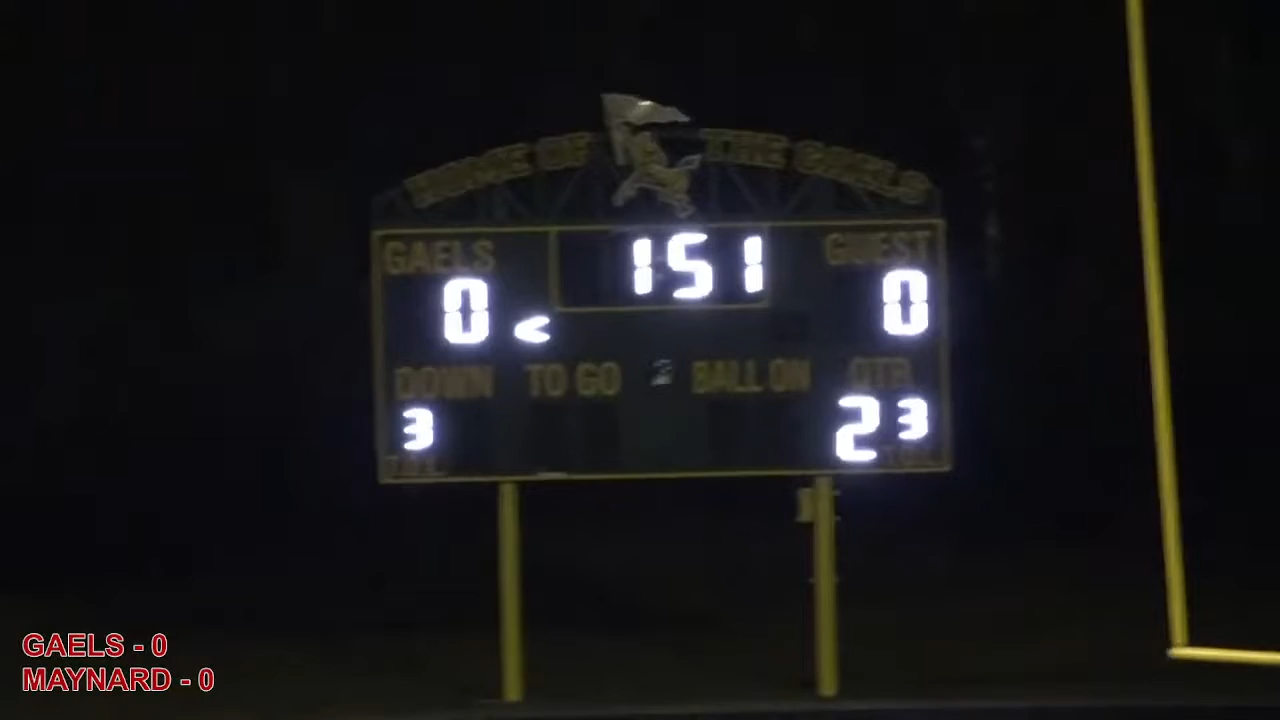 HOME OF THE GAELS
GAELS 151 GUEST
0 < 0
DOWN TO GO BALL ON QTR
3 2 3
GAELS - 0
MAYNARD - 0